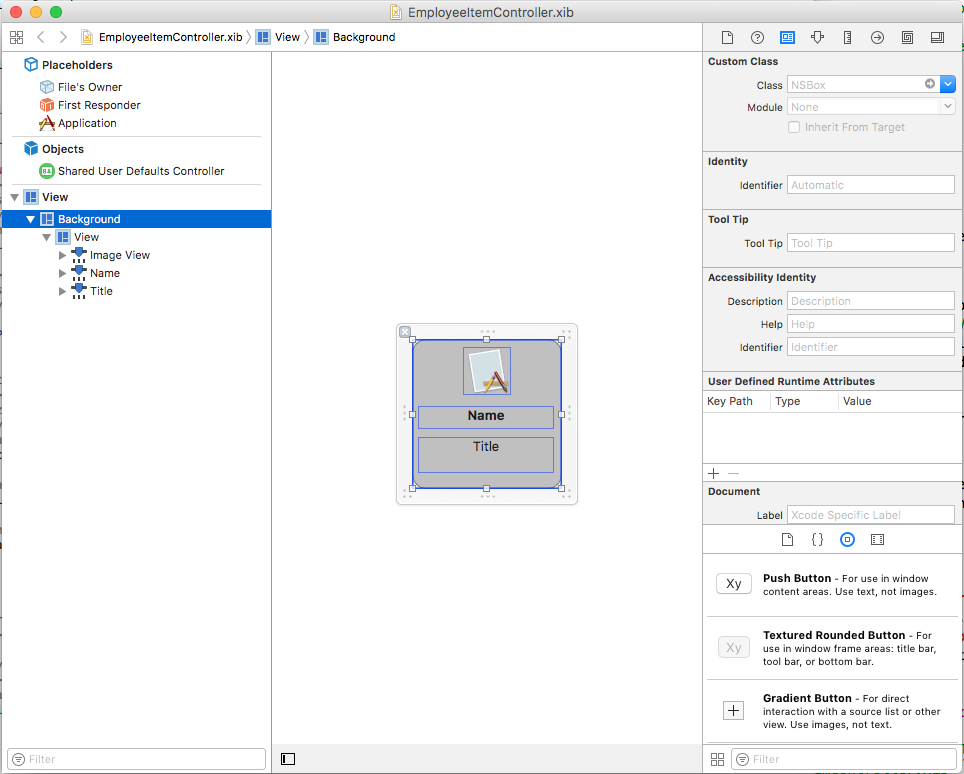 EmployeeItemController.xib
EmployeeItemController.xib
View
Background
Placeholders
File's Owner
First Responder
Application
Objects
Shared User Defaults Controller
View
Background
View
Image View
Name
Title
Filter
Name
Title
Custom Class
Class NSBox
Module None
Inherit From Target
Identity
Identifier Automatic
Tool Tip
Tool Tip Tool Tip
Accessibility Identity
Description Description
Help Help
Identifier Identifier
User Defined Runtime Attributes
Key Path Type Value
Document
Label Xcode Specific Label
{ }
Xy
Push Button - For use in window
content areas. Use text, not images.
Xy
Textured Rounded Button - For
use in window frame areas: title bar,
tool bar, or bottom bar.
Gradient Button - For direct
interaction with a source list or other
view. Use images, not text.
Filter